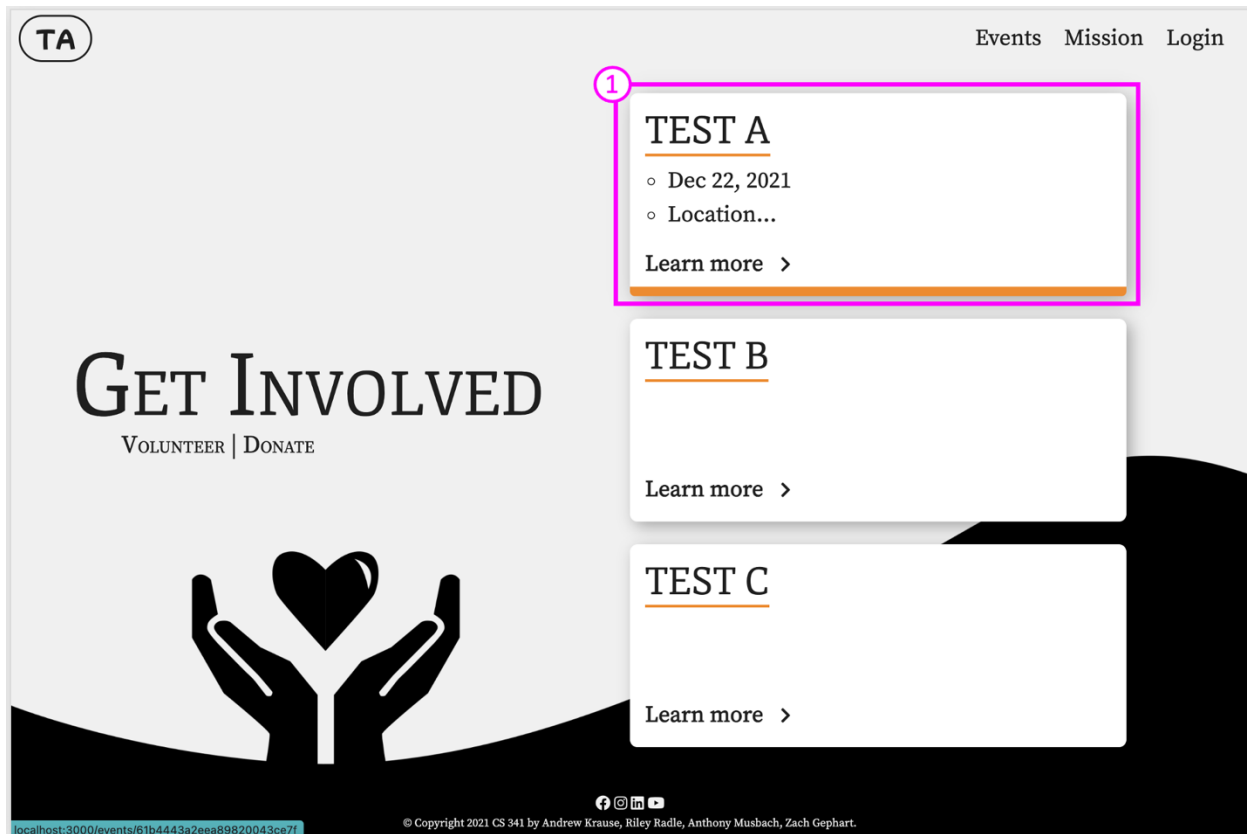 TA
Events Mission Login
1
TEST A
Dec 22, 2021
Location...
Learn more
TEST B
Learn more
GET INVOLVED
VOLUNTEER | DONATE
TEST C
Learn more
© Copyright 2021 CS 341 by Andrew Krause, Riley Radle, Anthony Musbach, Zach Gephart.
localhost:3000/events/61b4443a2eea89820043ce7f